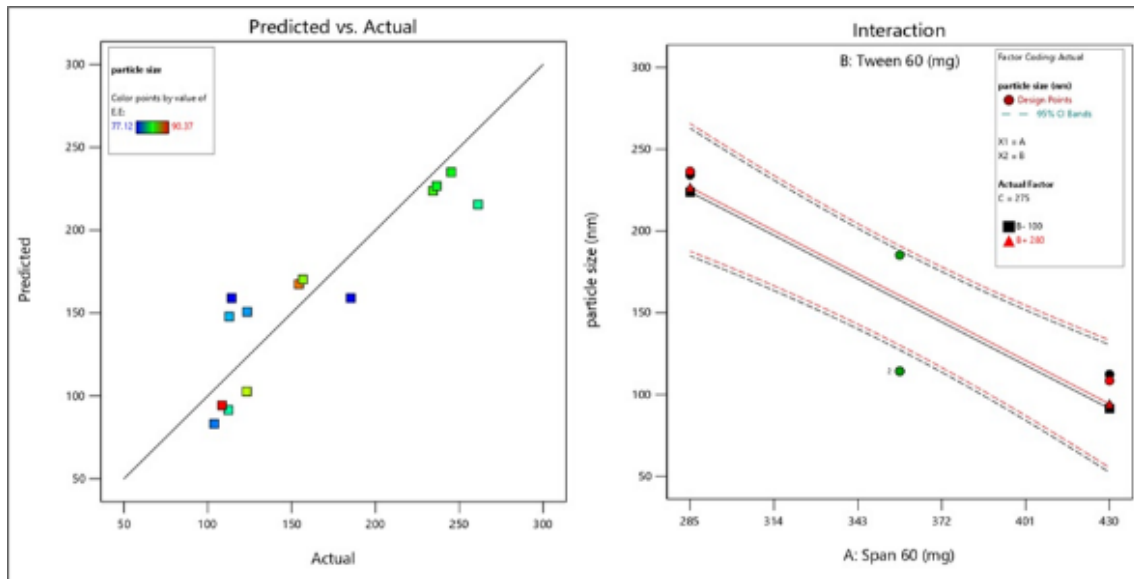 Predicted vs. Actual
particle size
Color points by value of
E.E:
77.12 90.37
300
250
200
150
100
50
Predicted
50 100 150 200 250 300
Actual
Interaction
B: Tween 60 (mg)
Factor Coding: Actual
particle size (nm)
Design Points
95% CI Bands
X1 = A
X2 = B
Actual Factor
C = 275
B- 100
B+ 280
300
250
200
150
100
50
particle size (nm)
2
285 314 343 372 401 430
A: Span 60 (mg)